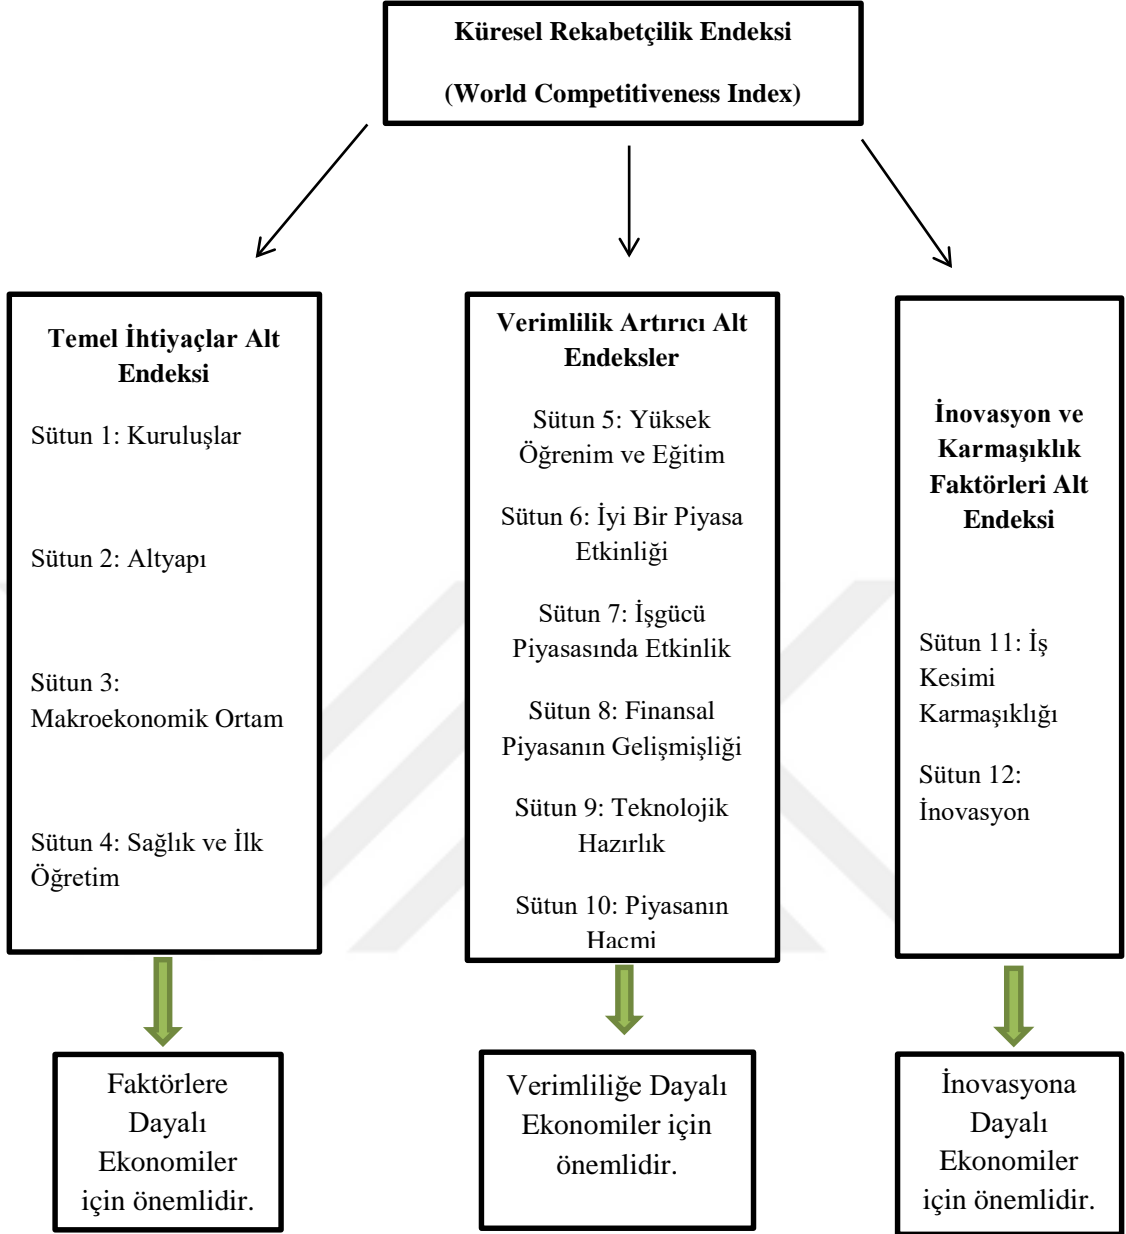 Küresel Rekabetçilik Endeksi
(World Competitiveness Index)
Temel İhtiyaçlar Alt
Endeksi
Sütun 1: Kuruluşlar
Sütun 2: Altyapı
Sütun 3:
Makroekonomik Ortam
Sütun 4: Sağlık ve İlk
Öğretim
Verimlilik Artırıcı Alt
Endeksler
Sütun 5: Yüksek
Öğrenim ve Eğitim
Sütun 6: İyi Bir Piyasa
Etkinliği
Sütun 7: İşgücü
Piyasasında Etkinlik
Sütun 8: Finansal
Piyasanın Gelişmişliği
Sütun 9: Teknolojik
Hazırlık
Sütun 10: Piyasanın
Hacmi
İnovasyon ve
Karmaşıklık
Faktörleri Alt
Endeksi
Sütun 11: İş
Kesimi
Karmaşıklığı
Sütun 12:
İnovasyon
Faktörlere
Dayalı
Ekonomiler
için önemlidir.
Verimliliğe Dayalı
Ekonomiler için
önemlidir.
İnovasyona
Dayalı
Ekonomiler
için önemlidir.